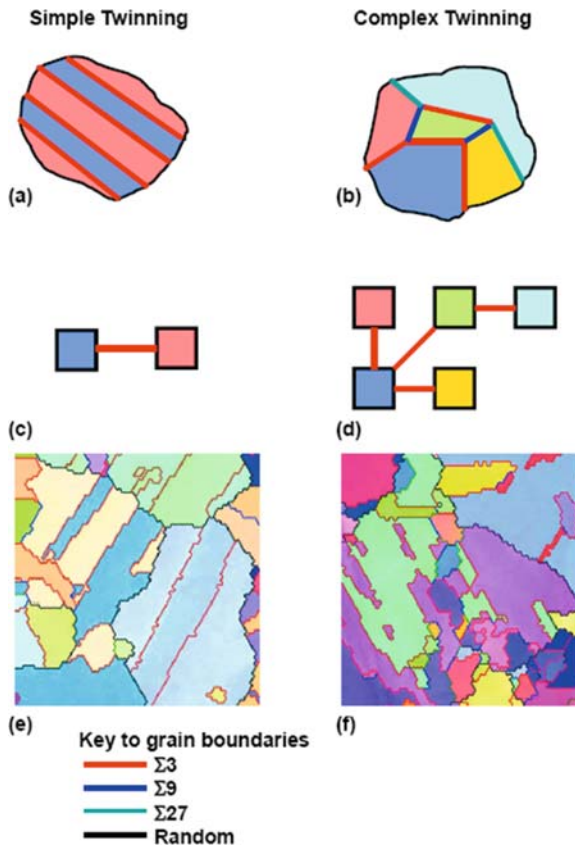 Simple Twinning
Complex Twinning
(a)
(b)
(c)
(d)
(e)
(f)
Key to grain boundaries
Σ3
Σ9
Σ27
Random